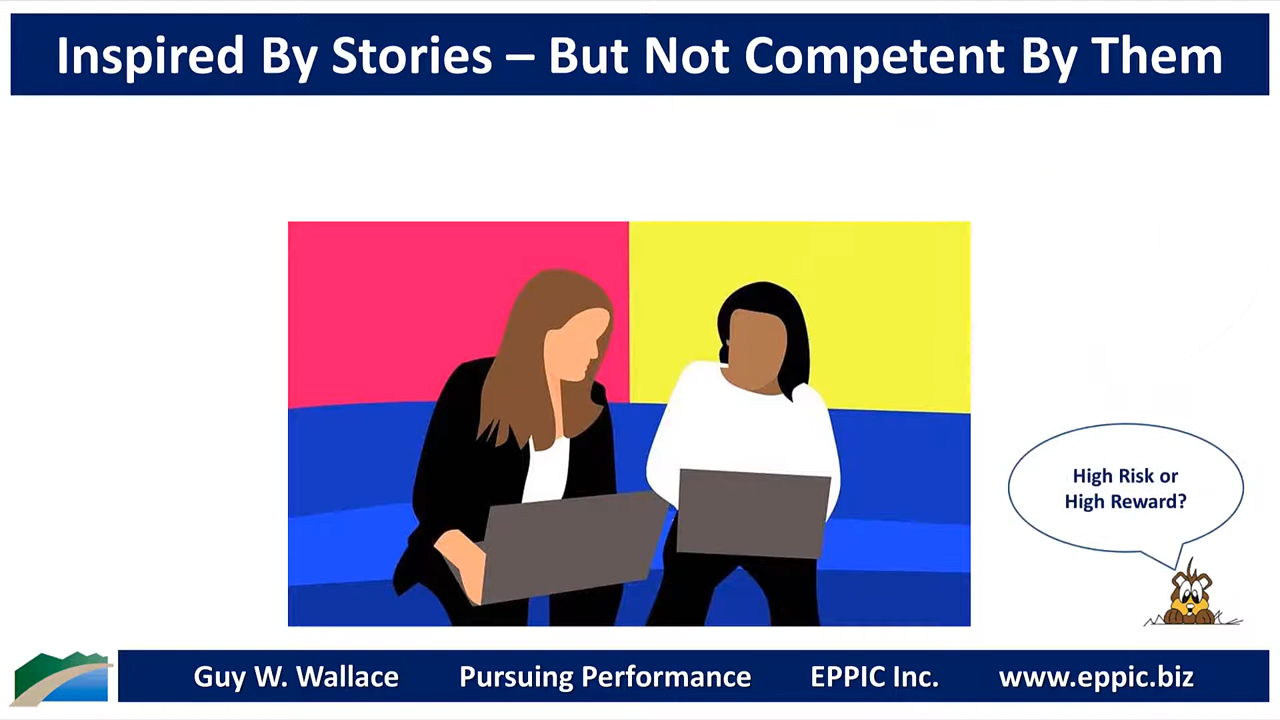 Inspired By Stories – But Not Competent By Them
High Risk or
High Reward?
Guy W. Wallace Pursuing Performance EPPIC Inc. www.eppic.biz